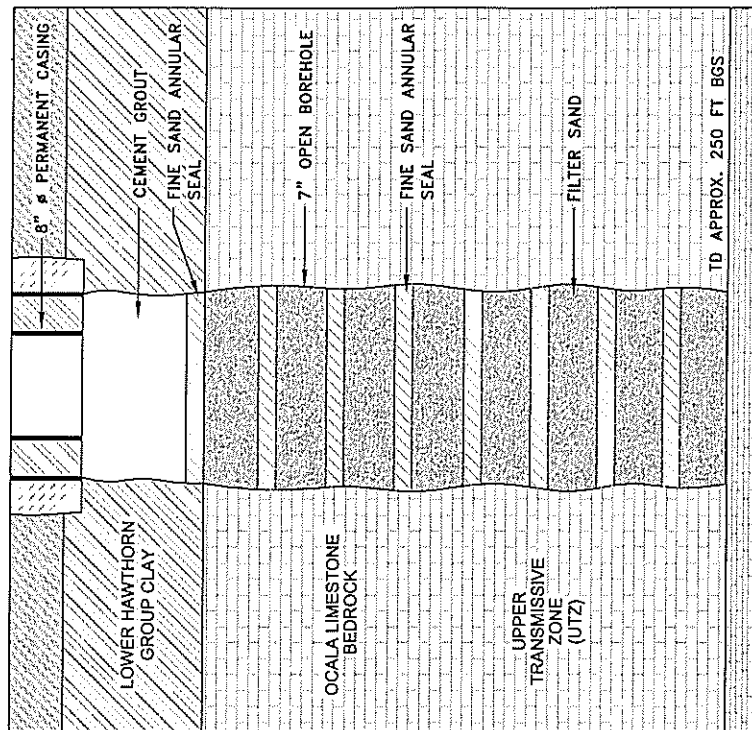 8" ø PERMANENT CASING
CEMENT GROUT
FINE SAND ANNULAR
SEAL
7" OPEN BOREHOLE
FINE SAND ANNULAR
SEAL
FILTER SAND
TD APPROX. 250 FT BGS
LOWER HAWTHORN
GROUP CLAY
OCALA LIMESTONE
BEDROCK
UPPER
TRANSMISSIVE
ZONE
(UTZ)